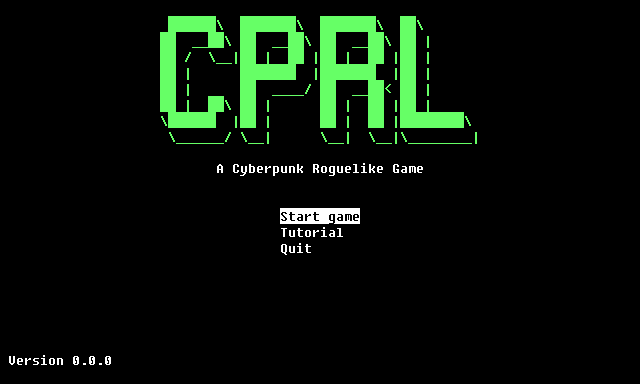 CPRL
A Cyberpunk Roguelike Game
Start game
Tutorial
Quit
Version 0.0.0